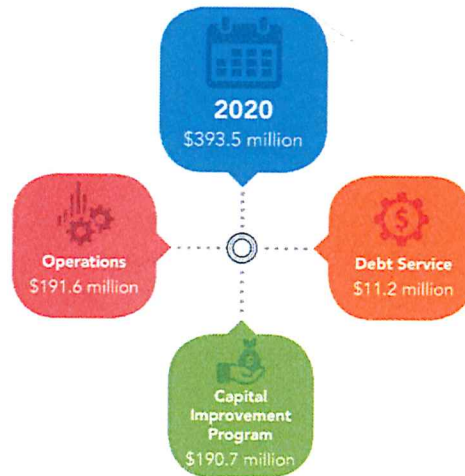 2020
$393.5 million
Operations
$191.6 million
Debt Service
$11.2 million
Capital
Improvement
Program
$190.7 million